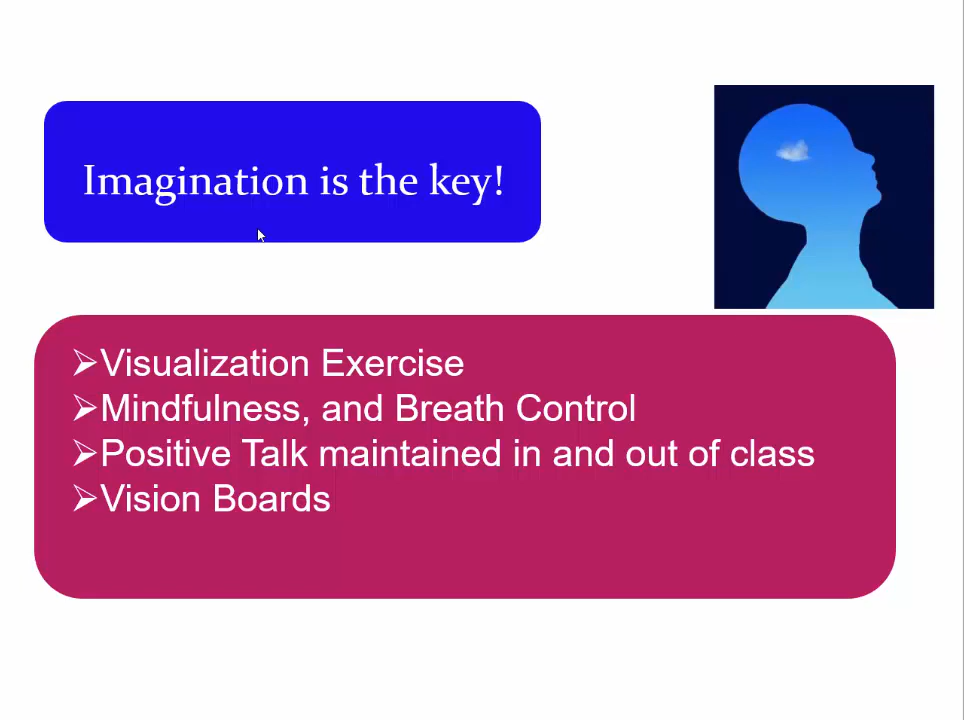 Imagination is the key!
➢Visualization Exercise
➢Mindfulness, and Breath Control
➢Positive Talk maintained in and out of class
➢Vision Boards